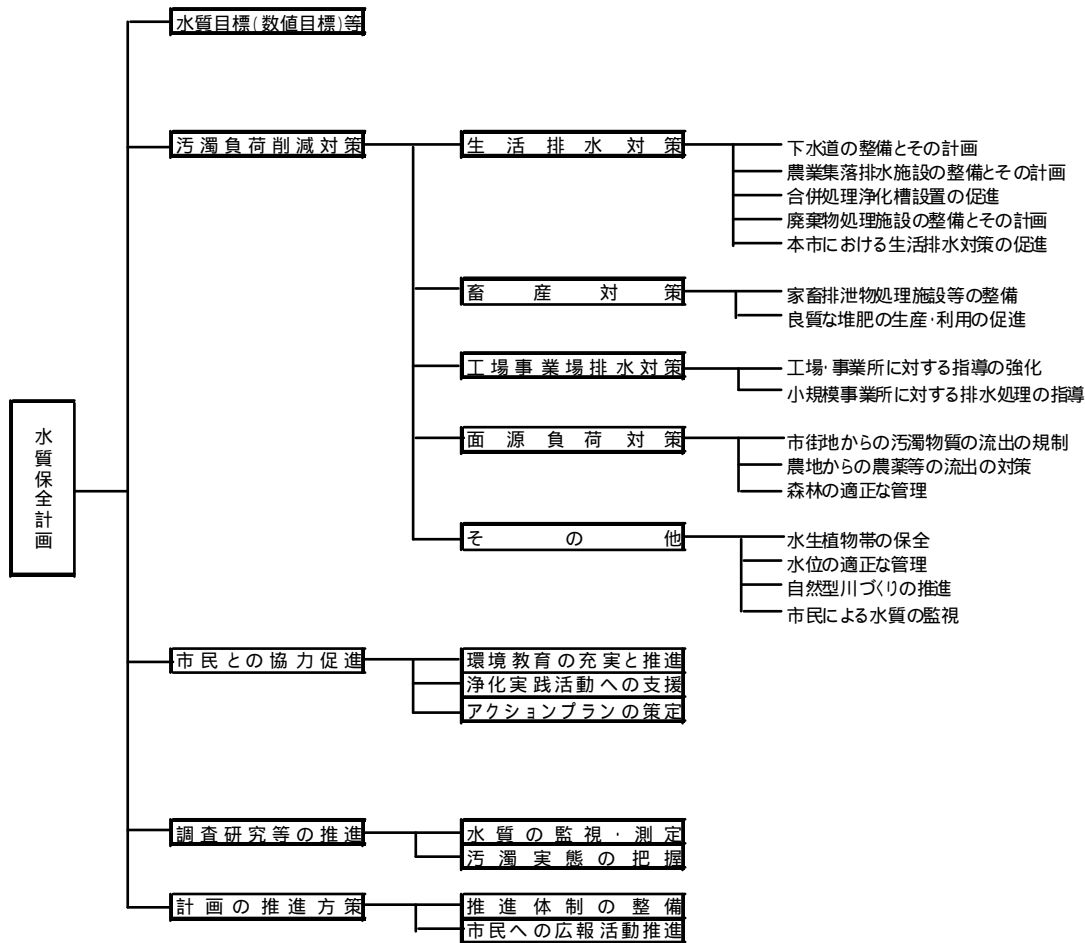 水質保全計画
水質目標(数値目標)等
汚濁負荷削減対策
生活排水対策
下水道の整備とその計画
農業集落排水施設の整備とその計画
合併処理浄化槽設置の促進
廃棄物処理施設の整備とその計画
本市における生活排水対策の促進
畜産対策
家畜排泄物処理施設等の整備
良質な堆肥の生産・利用の促進
工場事業場排水対策
工場・事業所に対する指導の強化
小規模事業所に対する排水処理の指導
面源負荷対策
市街地からの汚濁物質の流出の規制
農地からの農薬等の流出の対策
森林の適正な管理
その他
水生植物帯の保全
水位の適正な管理
自然型川づくりの推進
市民による水質の監視
市民との協力促進
環境教育の充実と推進
浄化実践活動への支援
アクションプランの策定
調査研究等の推進
水質の監視・測定
汚濁実態の把握
計画の推進方策
推進体制の整備
市民への広報活動推進